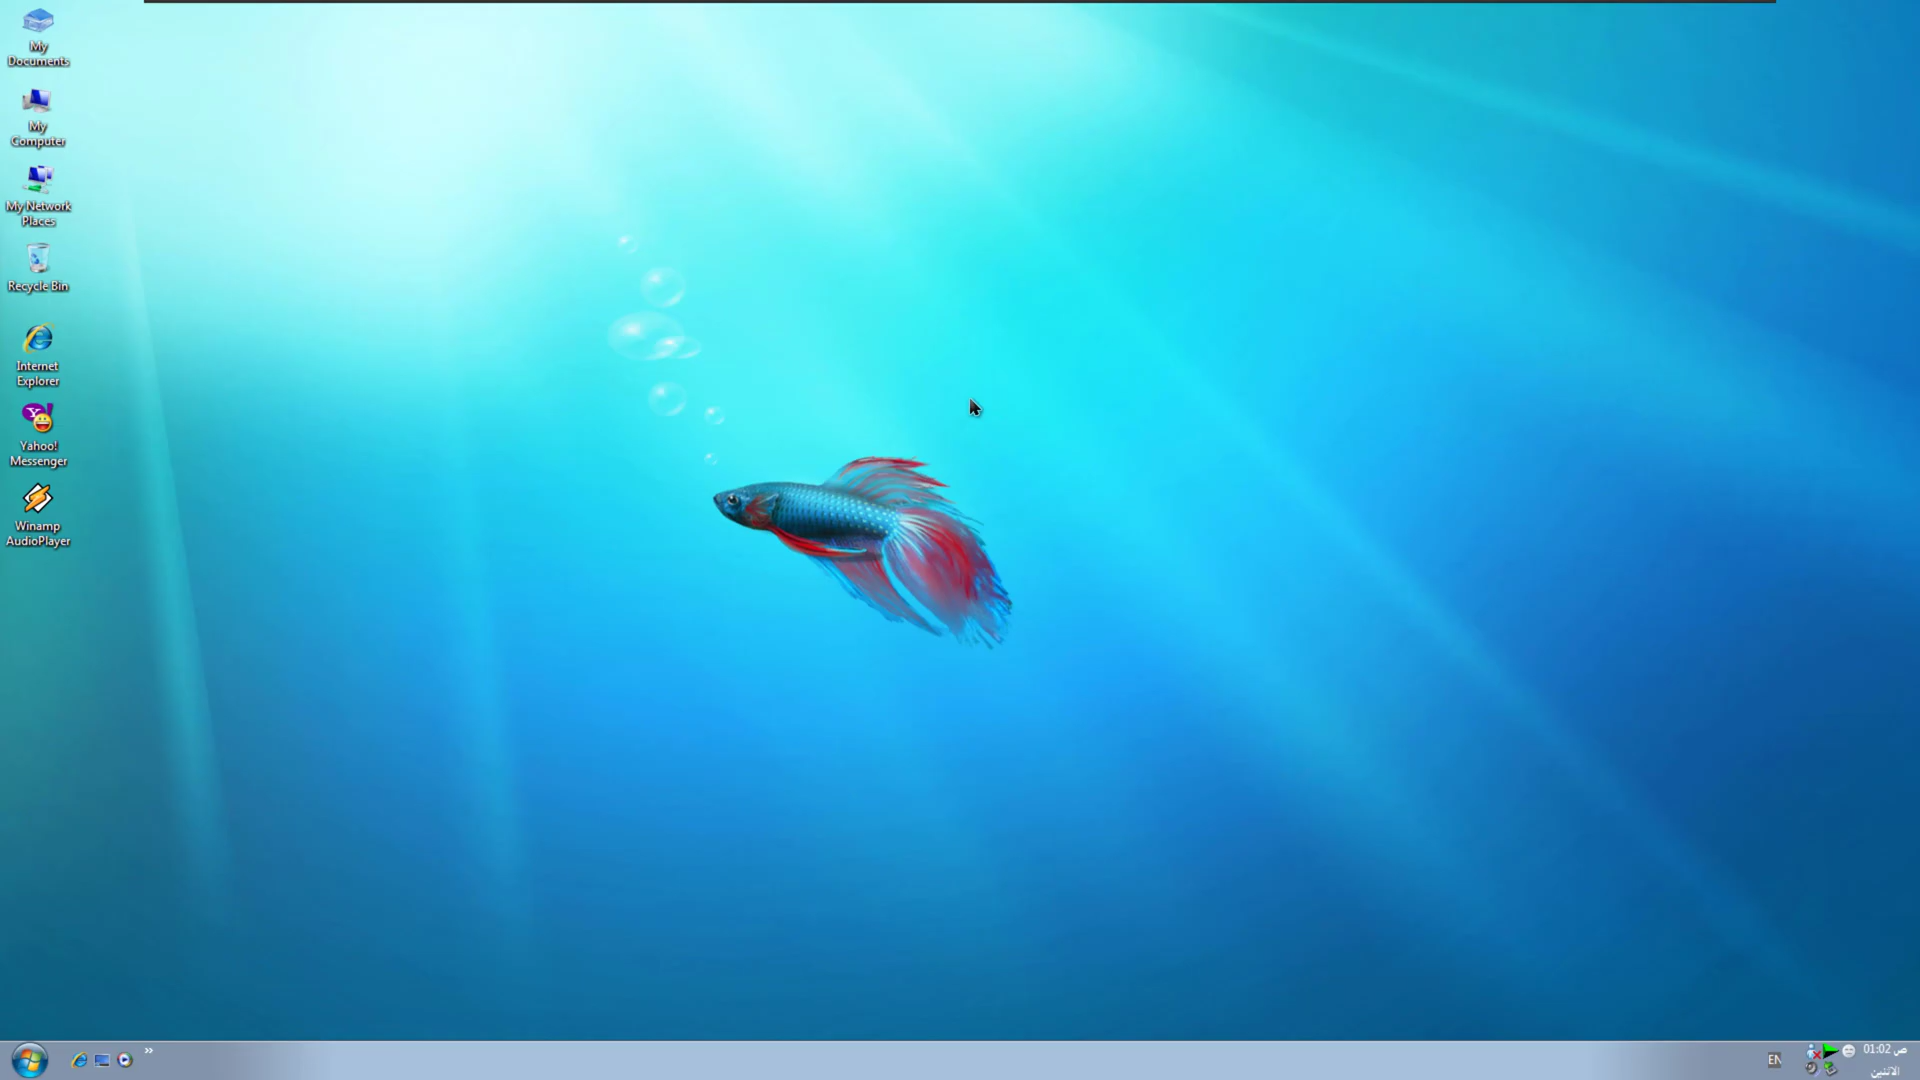 My
Documents
My
Computer
My Network
Places
Recycle Bin
Internet
Explorer
Yahoo!
Messenger
Winamp
AudioPlayer
»
EN
01:02 ص
الاثنين